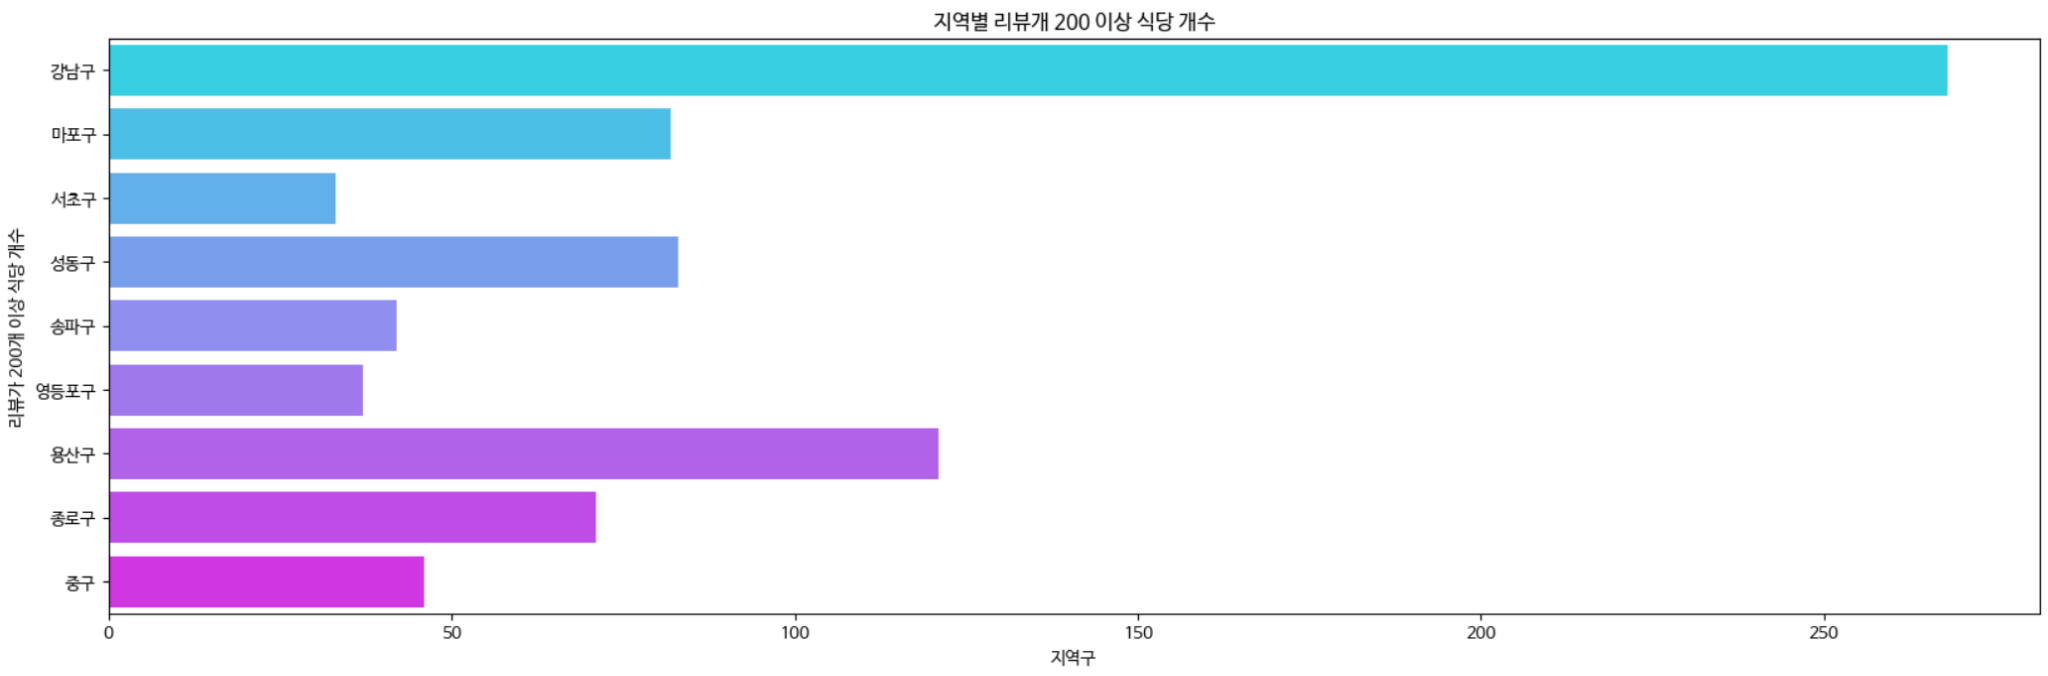 지역별 리뷰개 200 이상 식당 개수
리뷰가 200개 이상 식당 개수
강남구
마포구
서초구
성동구
송파구
영등포구
용산구
종로구
중구
0 50 100 150 200 250
지역구